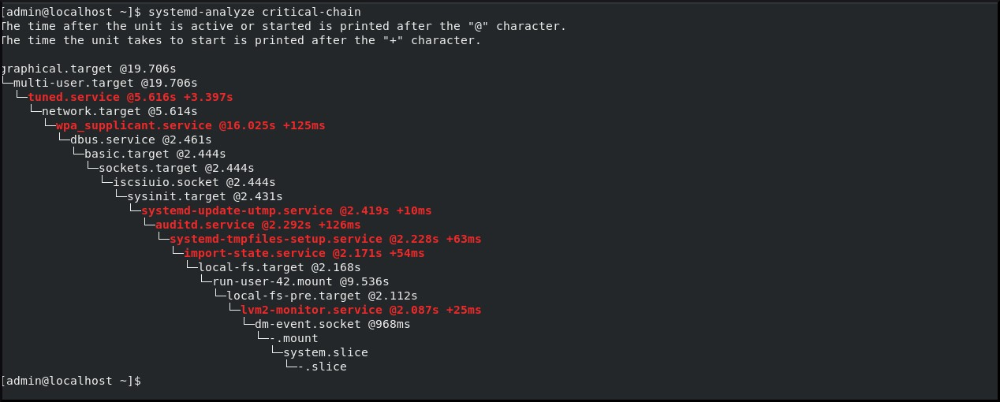 [admin@localhost ~]$ systemd-analyze critical-chain
The time after the unit is active or started is printed after the "@" character.
The time the unit takes to start is printed after the "+" character.

graphical.target @19.706s
└─multi-user.target @19.706s
  └─tuned.service @5.616s +3.397s
    └─network.target @5.614s
      └─wpa_supplicant.service @16.025s +125ms
        └─dbus.service @2.461s
          └─basic.target @2.444s
            └─sockets.target @2.444s
              └─iscsiuio.socket @2.444s
                └─sysinit.target @2.431s
                  └─systemd-update-utmp.service @2.419s +10ms
                    └─auditd.service @2.292s +126ms
                      └─systemd-tmpfiles-setup.service @2.228s +63ms
                        └─import-state.service @2.171s +54ms
                          └─local-fs.target @2.168s
                            └─run-user-42.mount @9.536s
                              └─local-fs-pre.target @2.112s
                                └─lvm2-monitor.service @2.087s +25ms
                                  └─dm-event.socket @968ms
                                    └─-.mount
                                      └─system.slice
                                        └─-.slice
[admin@localhost ~]$